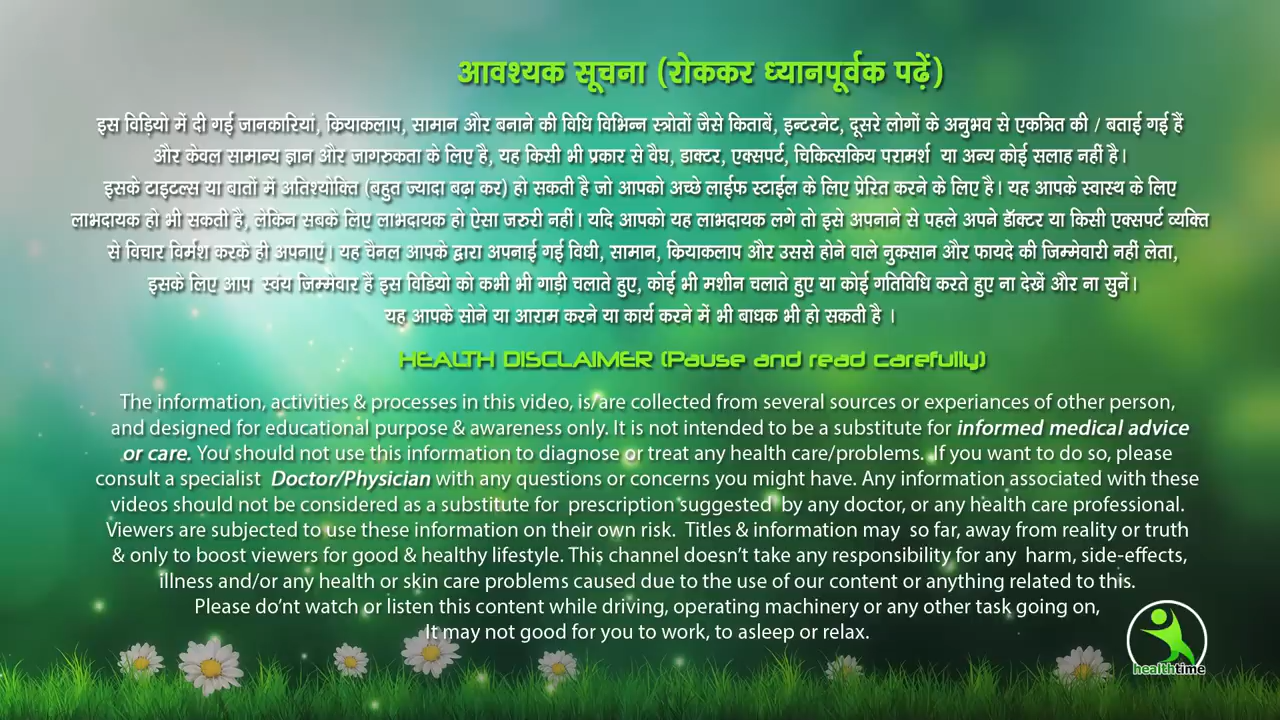 आवश्यक सूचना (रोककर ध्यानपूर्वक पढ़ें)
इस विड़ियो में दी गई जानकारियां, क्रियाकलाप, सामान और बनाने की विधि विभिन्न स्त्रोतों जैसे किताबें, इन्टरनेट, दूसरे लोगों के अनुभव से एकत्रित की / बताई गई हैं
और केवल सामान्य ज्ञान और जागरुकता के लिए है, यह किसी भी प्रकार से वैघ, डाक्टर, एक्सपर्ट, चिकित्सकिय परामर्श या अन्य कोई सलाह नहीं है।
इसके टाइटल्स या बातों में अतिश्योक्ति (बहुत ज्यादा बढ़ा कर) हो सकती है जो आपको अच्छे लाईफ स्टाईल के लिए प्रेरित करने के लिए है। यह आपके स्वास्थ के लिए
लाभदायक हो भी सकती है, लेकिन सबके लिए लाभदायक हो ऐसा जरुरी नहीं। यदि आपको यह लाभदायक लगे तो इसे अपनाने से पहले अपने डॅाक्टर या किसी एक्सपर्ट व्यक्ति
से विचार विर्मश करके ही अपनाएं। यह चैनल आपके द्वारा अपनाई गई विधी, सामान, क्रियाकलाप और उससे होने वाले नुकसान और फायदे की जिम्मेवारी नहीं लेता,
इसके लिए आप स्वंय जिम्मेवार हैं इस विडियो को कभी भी गाड़ी चलाते हुए, कोई भी मशीन चलाते हुए या कोई गतिविधि करते हुए ना देखें और ना सुनें।
यह आपके सोने या आराम करने या कार्य करने में भी बाधक भी हो सकती है ।
HEALTH DISCLAIMER (Pause and read carefully)
The information, activities & processes in this video, is/are collected from several sources or experiances of other person,
and designed for educational purpose & awareness only. It is not intended to be a substitute for informed medical advice
or care. You should not use this information to diagnose or treat any health care/problems. If you want to do so, please
consult a specialist Doctor/Physician with any questions or concerns you might have. Any information associated with these
videos should not be considered as a substitute for prescription suggested by any doctor, or any health care professional.
Viewers are subjected to use these information on their own risk. Titles & information may so far, away from reality or truth
& only to boost viewers for good & healthy lifestyle. This channel doesn't take any responsibility for any harm, side-effects,
illness and/or any health or skin care problems caused due to the use of our content or anything related to this.
Please do'nt watch or listen this content while driving, operating machinery or any other task going on,
It may not good for you to work, to asleep or relax.
healthtime